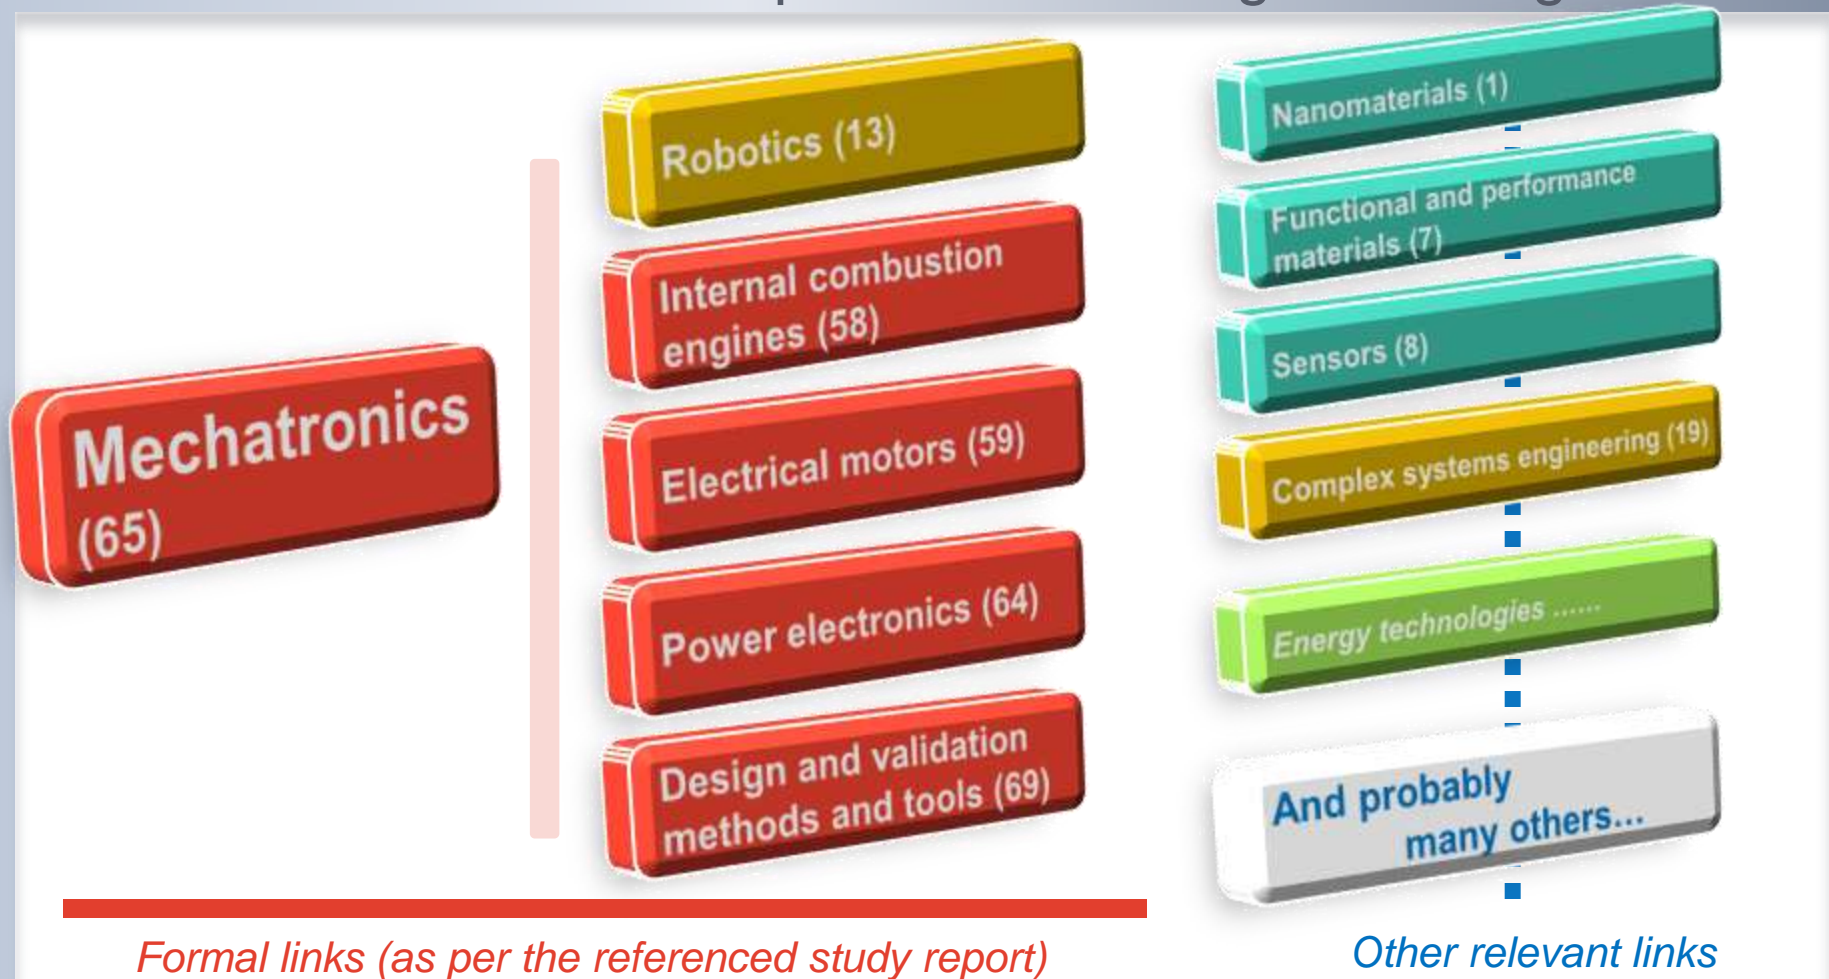 Mechatronics
(65)
Robotics (13)
Internal combustion
engines (58)
Electrical motors (59)
Power electronics (64)
Design and validation
methods and tools (69)
Formal links (as per the referenced study report)
Nanomaterials (1)
Functional and performance
materials (7)
Sensors (8)
Complex systems engineering (19)
Energy technologies ......
And probably
many others...
Other relevant links